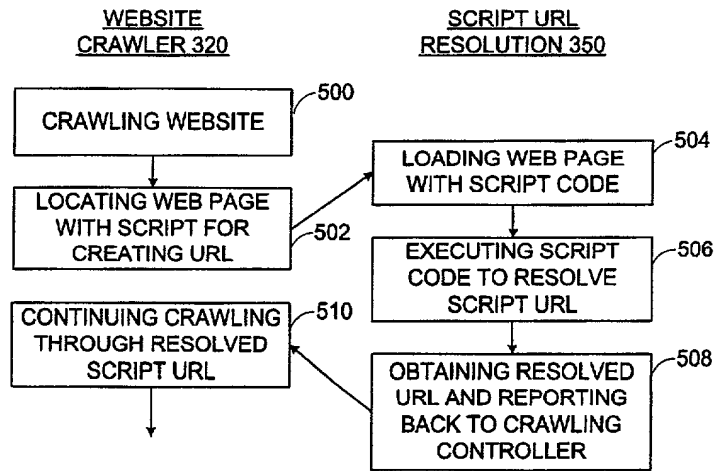 WEBSITE
CRAWLER 320
500
CRAWLING WEBSITE
LOCATING WEB PAGE
WITH SCRIPT FOR
CREATING URL
502
CONTINUING CRAWLING
THROUGH RESOLVED
SCRIPT URL
510
SCRIPT URL
RESOLUTION 350
504
LOADING WEB PAGE
WITH SCRIPT CODE
506
EXECUTING SCRIPT
CODE TO RESOLVE
SCRIPT URL
508
OBTAINING RESOLVED
URL AND REPORTING
BACK TO CRAWLING
CONTROLLER